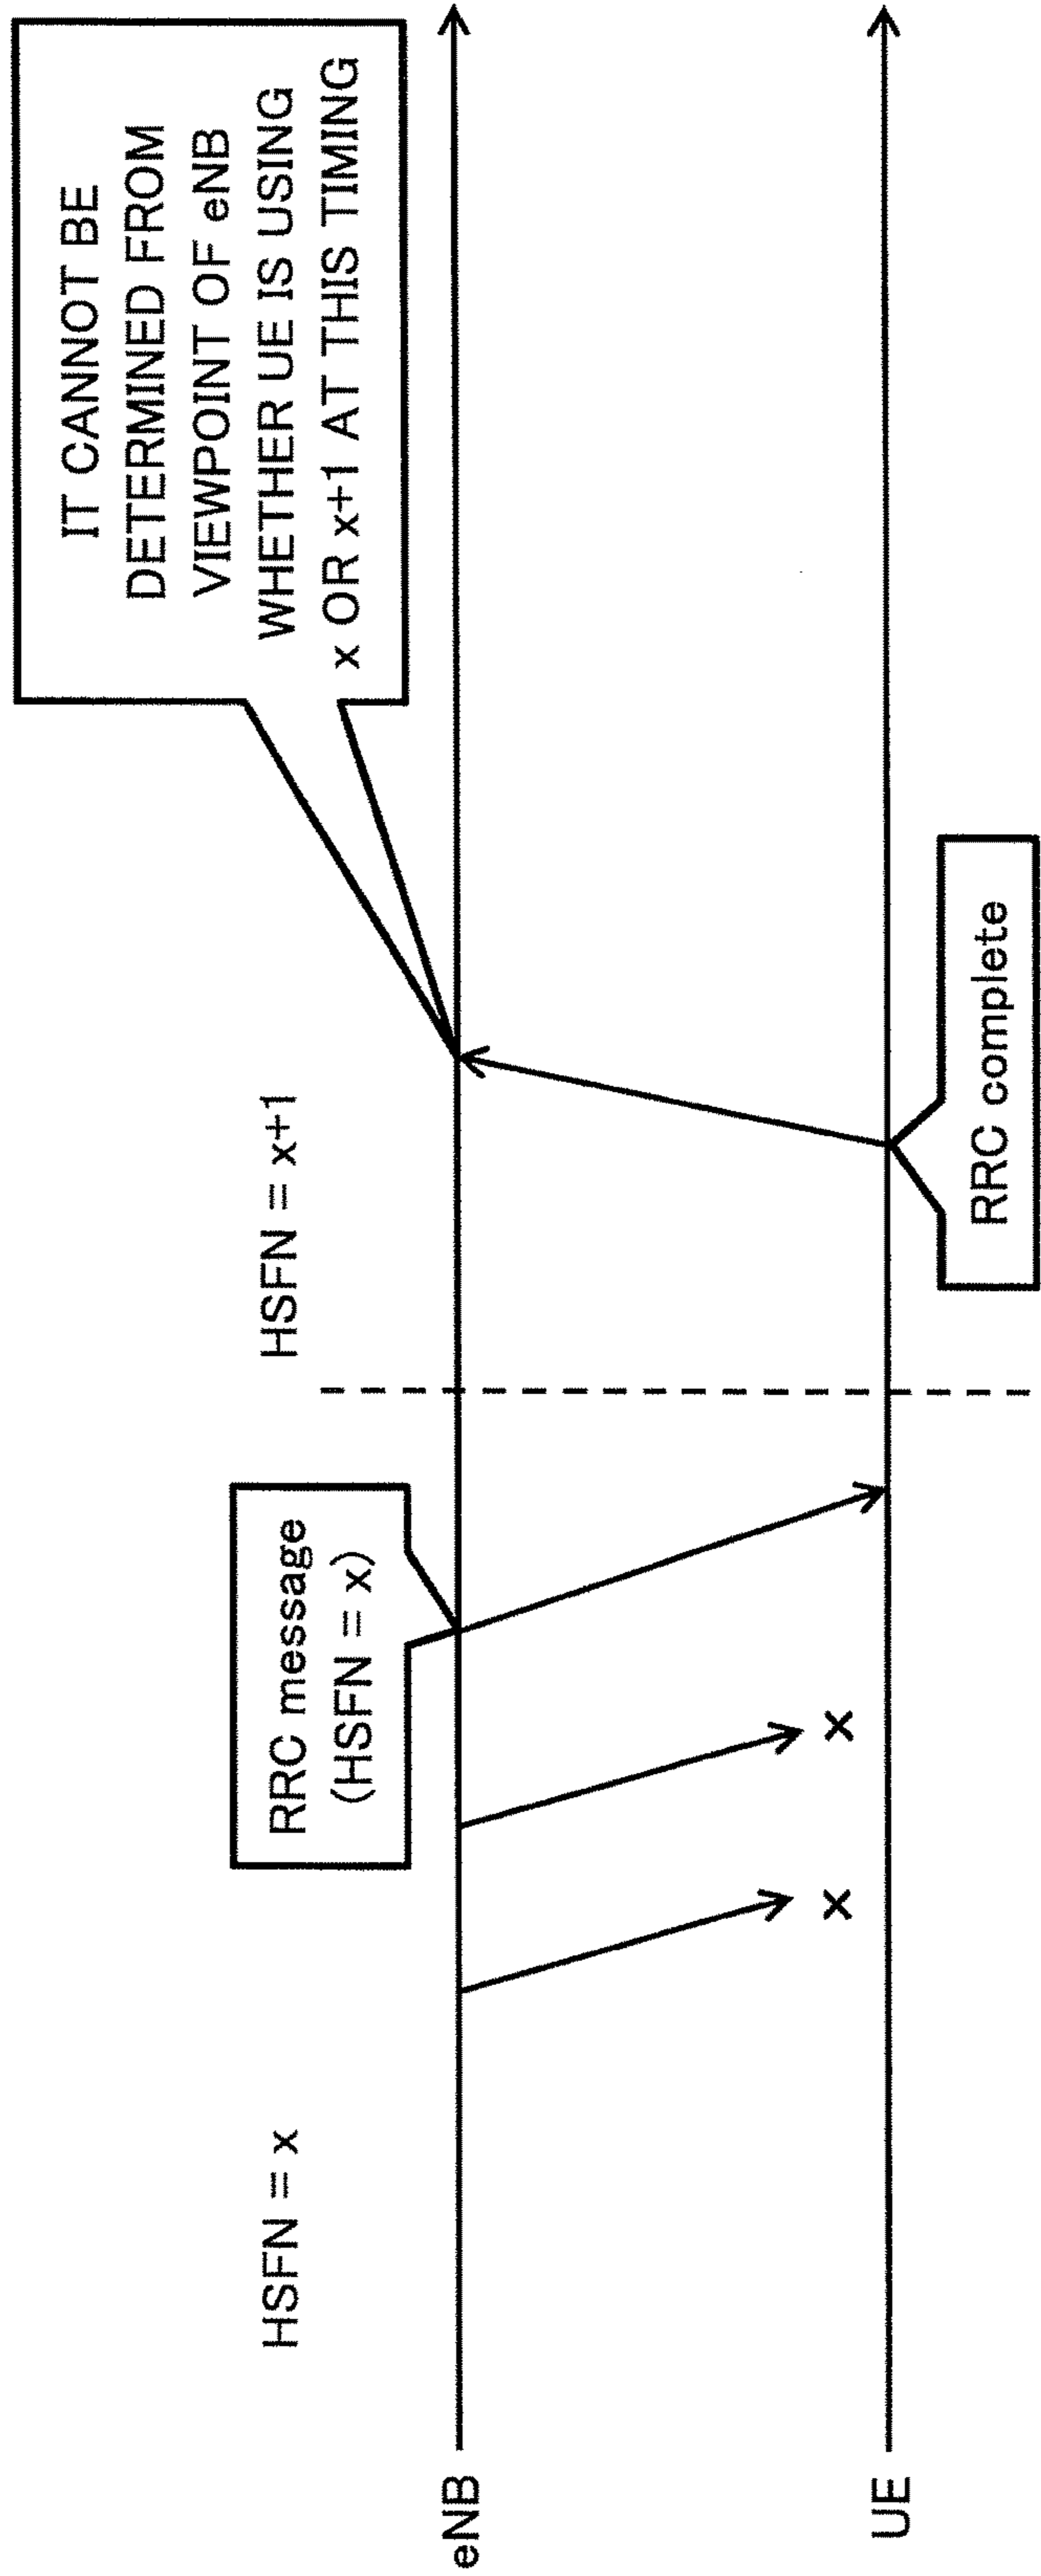 IT CANNOT BE
DETERMINED FROM
VIEWPOINT OF eNB
WHETHER UE IS USING
x OR x+1 AT THIS TIMING
HSFN = x
HSFN = x+1
RRC message
(HSFN = x)
eNB
x
x
UE
RRC complete